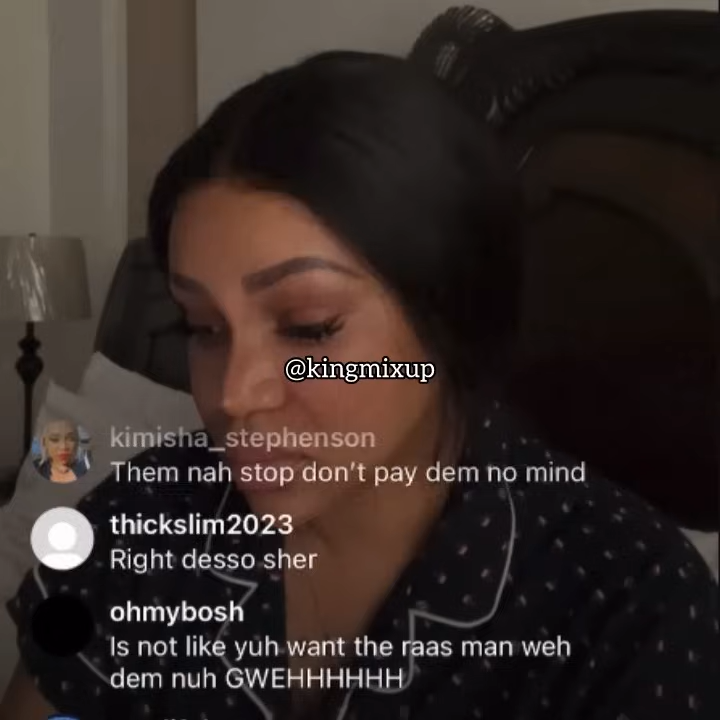 @kingmixup
kimisha_stephenson
Them nah stop don't pay dem no mind
thickslim2023
Right desso sher
ohmybosh
Is not like yuh want the raas man weh
dem nuh GWEHHHHHH